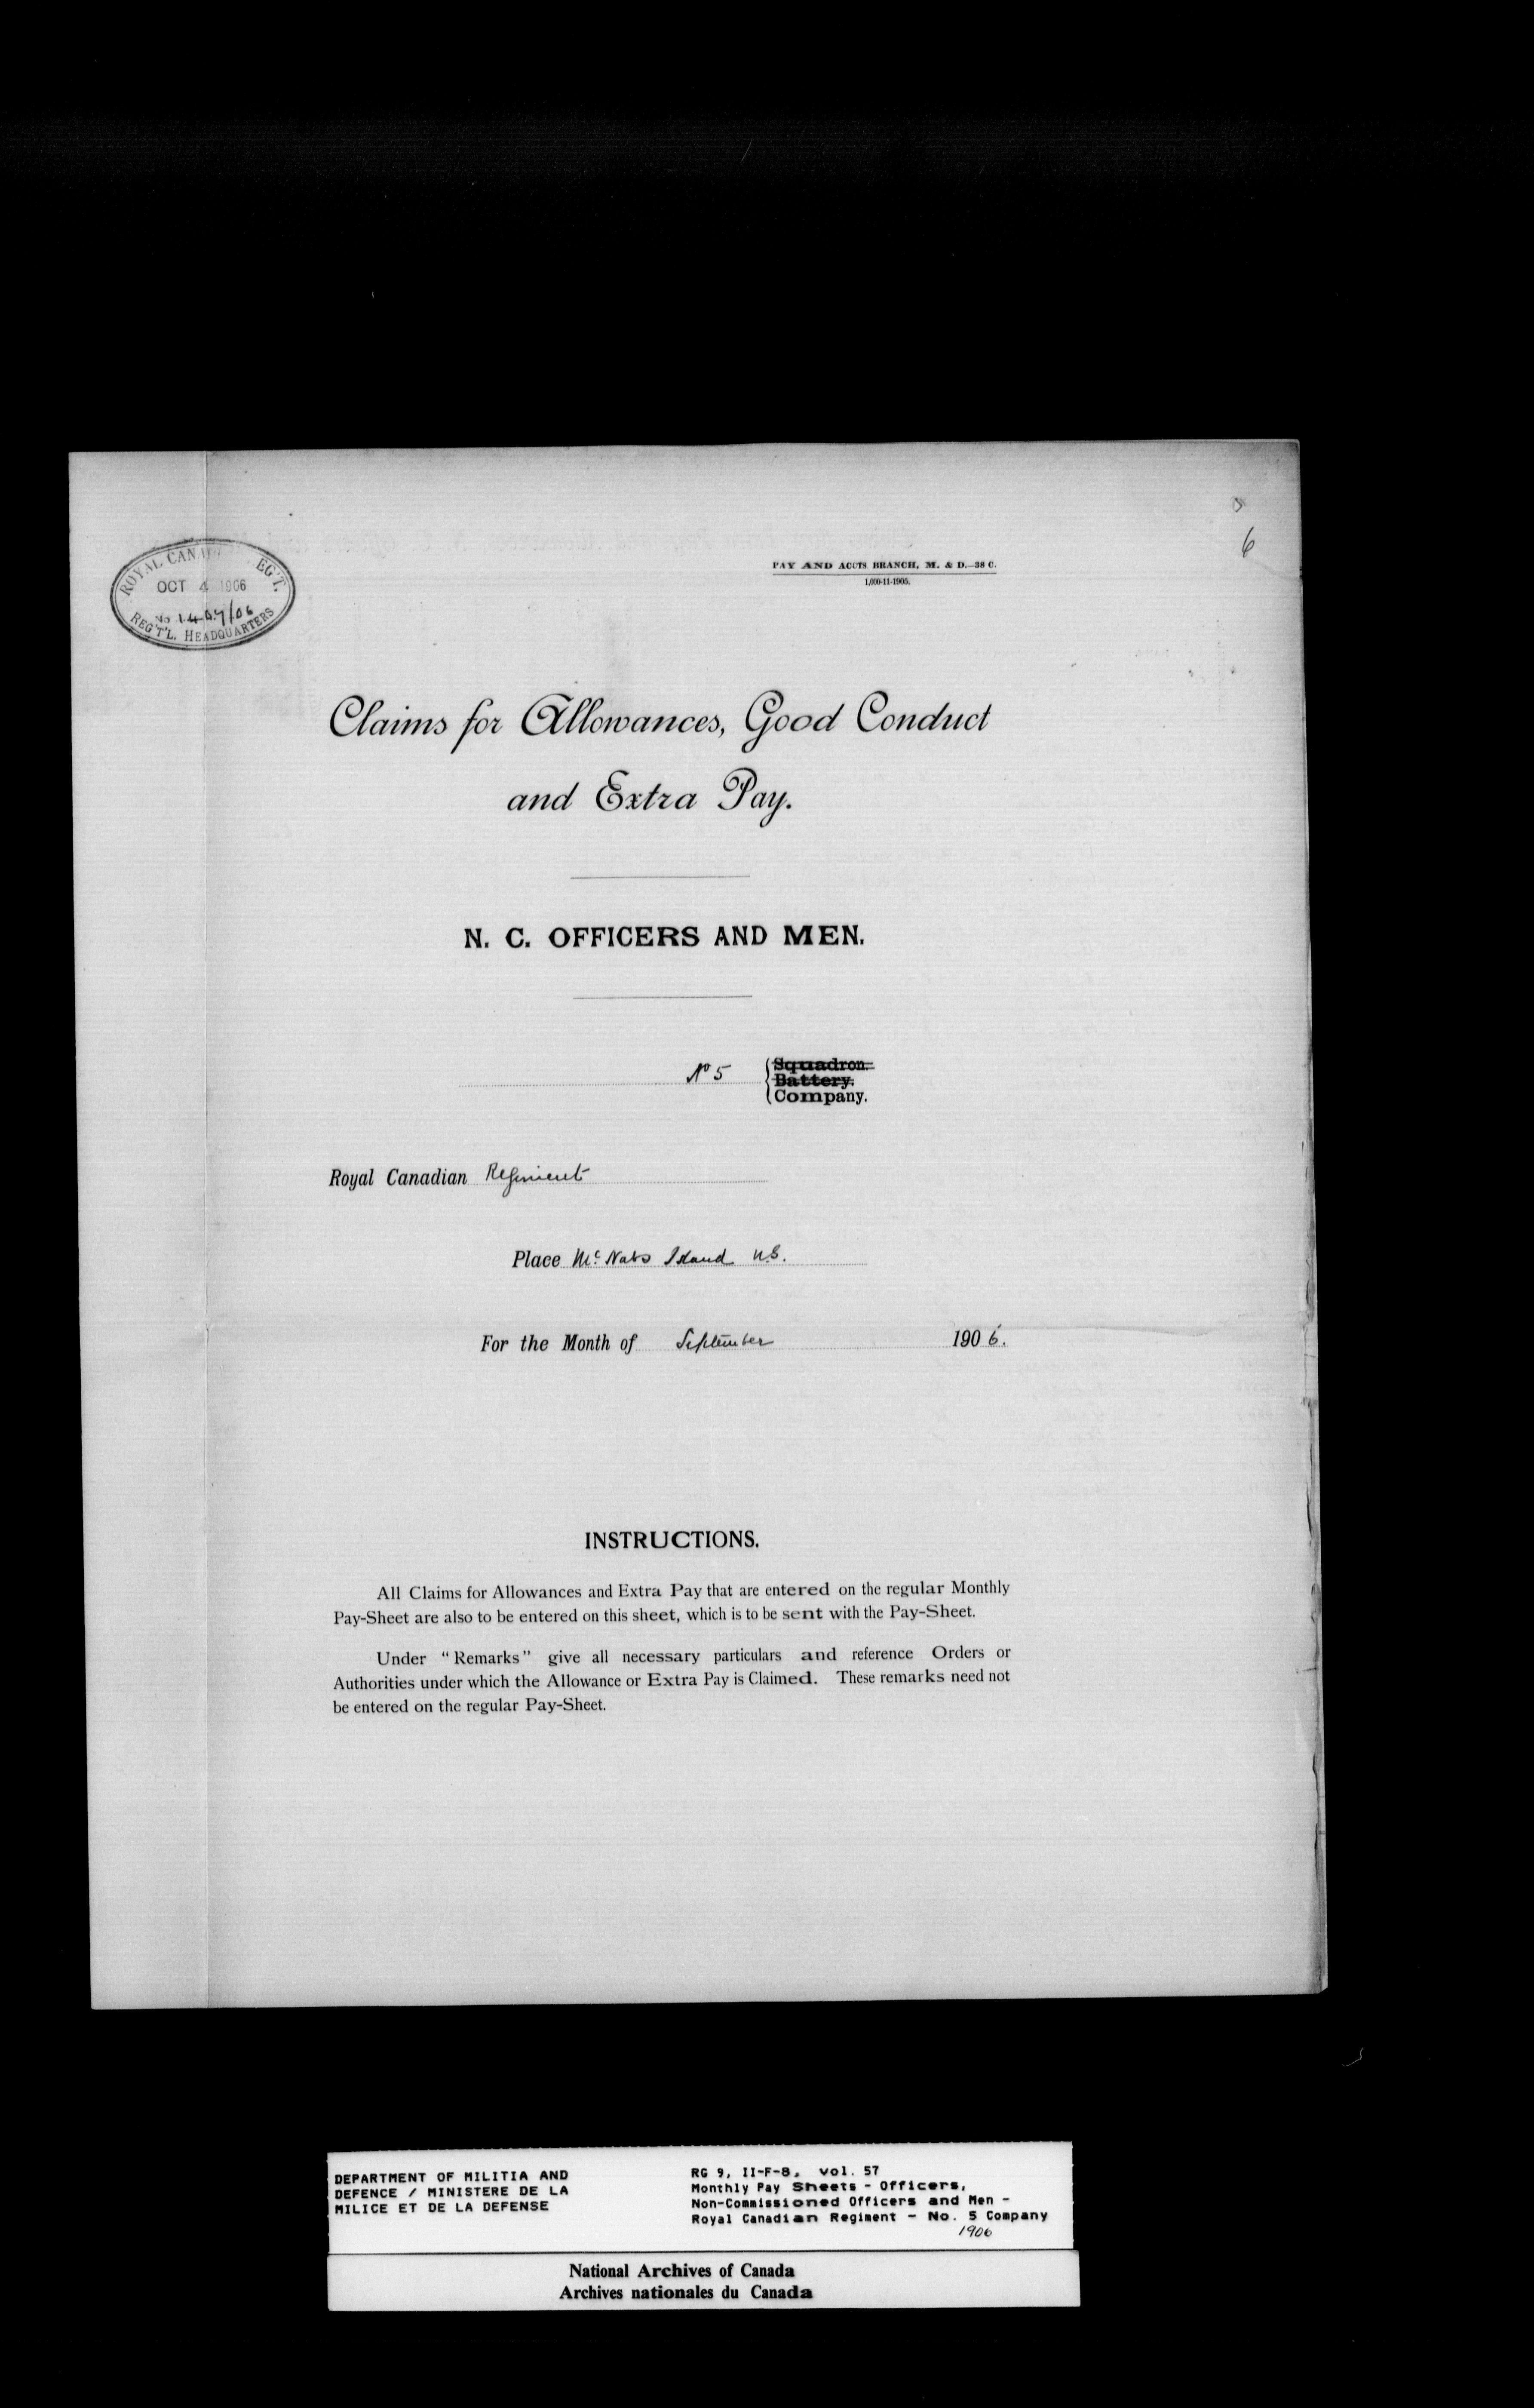 6
PAY AND ACCTS BRANCH, M. & D.—38 C.
1,000-11-1905.
ROYAL CANAD EG'T.
OCT 4 1906
REG'T'L. HEADQUARTERS
Claims for Allowances, Good Conduct
and Extra Pay.
N. C. OFFICERS AND MEN.
No 5
Squadron.
Battery.
Company.
Royal Canadian Regiment
Place Mc Nabs Island N.S.
For the Month of September 1906.
INSTRUCTIONS.
All Claims for Allowances and Extra Pay that are entered on the regular Monthly
Pay-Sheet are also to be entered on this sheet, which is to be sent with the Pay-Sheet.
Under "Remarks" give all necessary particulars and reference Orders or
Authorities under which the Allowance or Extra Pay is Claimed. These remarks need not
be entered on the regular Pay-Sheet.
DEPARTMENT OF MILITIA AND
DEFENCE / MINISTERE DE LA
MILICE ET DE LA DEFENSE
RG 9, II-F-8, vol. 57
Monthly Pay Sheets - Officers,
Non-Commissioned Officers and Men -
Royal Canadian Regiment - No. 5 Company
1906
National Archives of Canada
Archives nationales du Canada